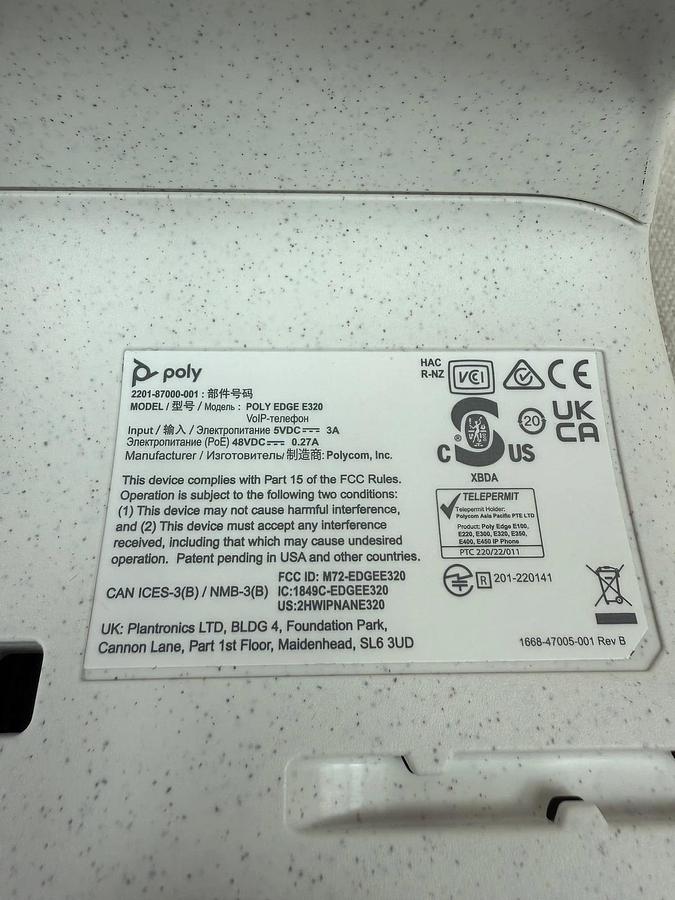 poly
2201-87000-001 : 部件号码
MODEL / 型号 / Модель : POLY EDGE E320
VoIP-телефон
Input / 输入 / Электропитание 5VDC⎓ 3A
Электропитание (PoE) 48VDC⎓ 0.27A
Manufacturer / Изготовитель/ 制造商: Polycom, Inc.
This device complies with Part 15 of the FCC Rules.
Operation is subject to the following two conditions:
(1) This device may not cause harmful interference,
and (2) This device must accept any interference
received, including that which may cause undesired
operation. Patent pending in USA and other countries.
CAN ICES-3(B) / NMB-3(B)
FCC ID: M72-EDGEE320
IC:1849C-EDGEE320
US:2HWIPNANE320
UK: Plantronics LTD, BLDG 4, Foundation Park,
Cannon Lane, Part 1st Floor, Maidenhead, SL6 3UD
HAC
R-NZ
VCI
CE
C S ® US
20
UK
CA
XBDA
TELEPERMIT
Telepermit Holder:
Polycom Asia Pacific PTE LTD
Product: Poly Edge E100,
E220, E300, E320, E350,
E400, E450 IP Phone
PTC 220/22/011
R 201-220141
1668-47005-001 Rev B